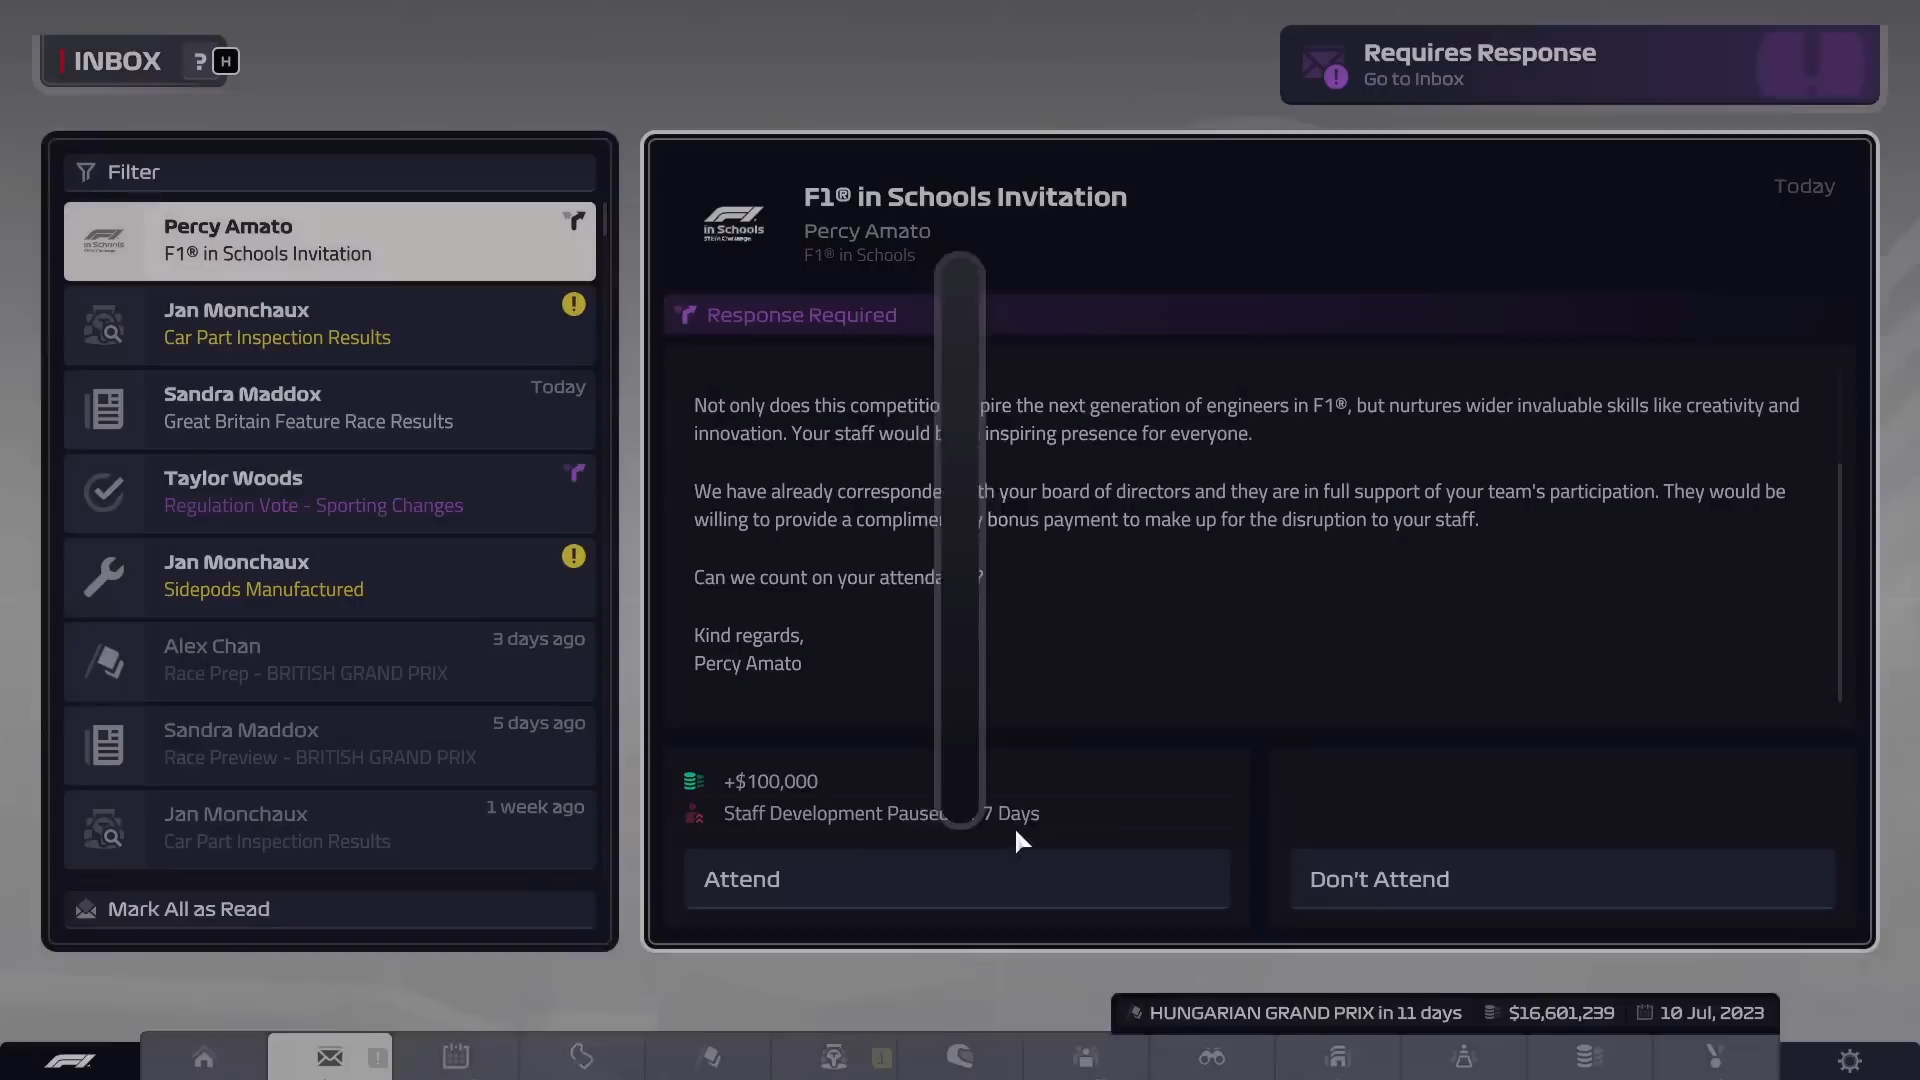 INBOX ? H
Requires Response
Go to Inbox
Filter
Percy Amato
F1® in Schools Invitation
Jan Monchaux
Car Part Inspection Results
Sandra Maddox
Today
Great Britain Feature Race Results
Taylor Woods
Regulation Vote - Sporting Changes
Jan Monchaux
Sidepods Manufactured
Alex Chan
3 days ago
Race Prep - BRITISH GRAND PRIX
Sandra Maddox
5 days ago
Race Preview - BRITISH GRAND PRIX
Jan Monchaux
1 week ago
Car Part Inspection Results
Mark All as Read
in Schools
F1® in Schools Invitation
Today
Percy Amato
F1® in Schools
Response Required
Not only does this pire the next generation of engineers in F1®, but nurtures wider invaluable skills like creativity and
innovation. Your staff would inspiring presence for everyone.
We have already your board of directors and they are in full support of your team's participation. They would be
willing to provide a bonus payment to make up for the disruption to your staff.
Can we count on your
Kind regards,
Percy Amato
+$100,000
Staff Development Paused 7 Days
Attend
Don't Attend
HUNGARIAN GRAND PRIX in 11 days $16,601,239 10 Jul, 2023